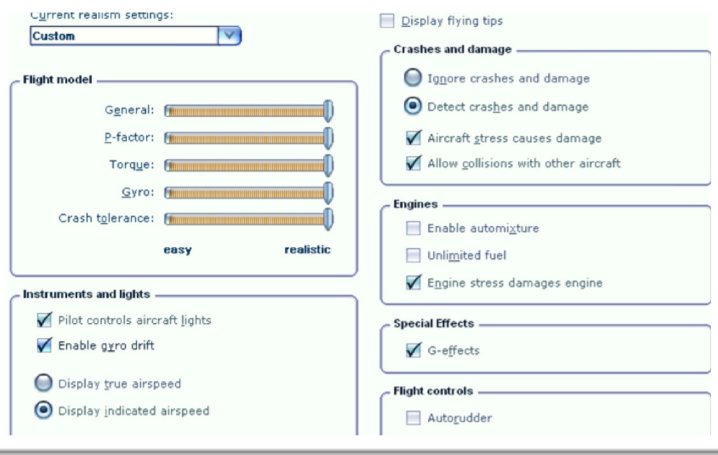 Current realism settings:
Custom
Flight model
General:
P-factor:
Torque:
Gyro:
Crash tolerance:
easy realistic
Instruments and lights
Pilot controls aircraft lights
Enable gyro drift
Display true airspeed
Display indicated airspeed
Display flying tips
Crashes and damage
Ignore crashes and damage
Detect crashes and damage
Aircraft stress causes damage
Allow collisions with other aircraft
Engines
Enable automixture
Unlimited fuel
Engine stress damages engine
Special Effects
G-effects
Flight controls
Autorudder